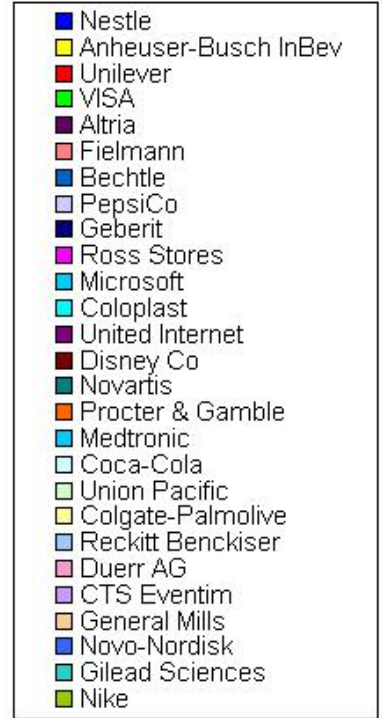 Nestle
Anheuser-Busch InBev
Unilever
VISA
Altria
Fielmann
Bechtle
PepsiCo
Geberit
Ross Stores
Microsoft
Coloplast
United Internet
Disney Co
Novartis
Procter & Gamble
Medtronic
Coca-Cola
Union Pacific
Colgate-Palmolive
Reckitt Benckiser
Duerr AG
CTS Eventim
General Mills
Novo-Nordisk
Gilead Sciences
Nike